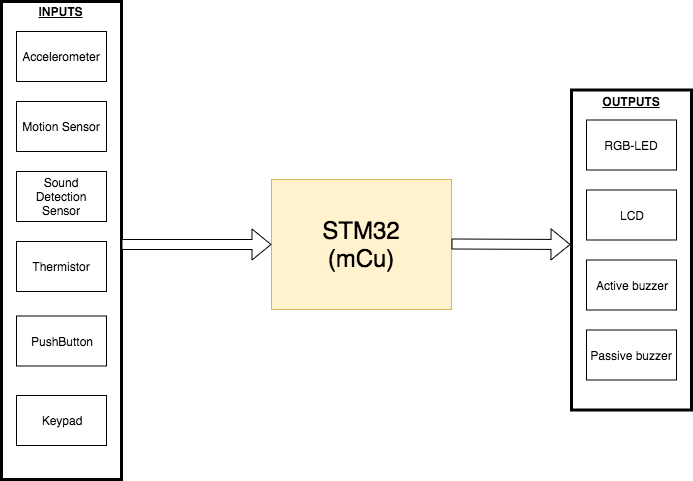 INPUTS
Accelerometer
Motion Sensor
Sound
Detection
Sensor
Thermistor
PushButton
Keypad
STM32
(mCu)
OUTPUTS
RGB-LED
LCD
Active buzzer
Passive buzzer